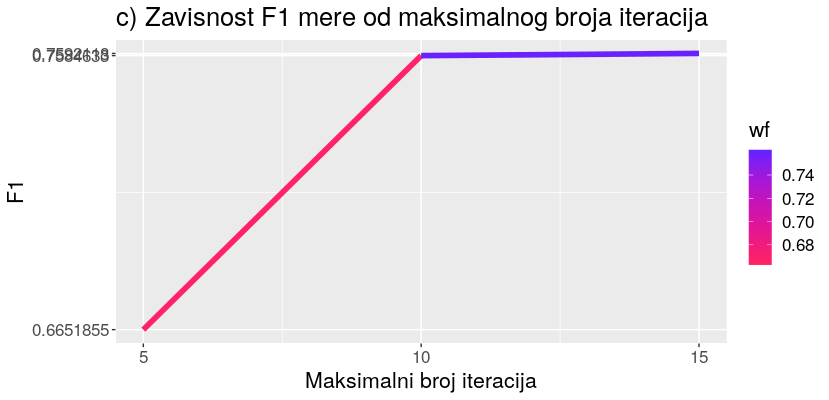 c) Zavisnost F1 mere od maksimalnog broja iteracija
0.6651855
F1
5
10
15
Maksimalni broj iteracija
wf
0.74
0.72
0.70
0.68